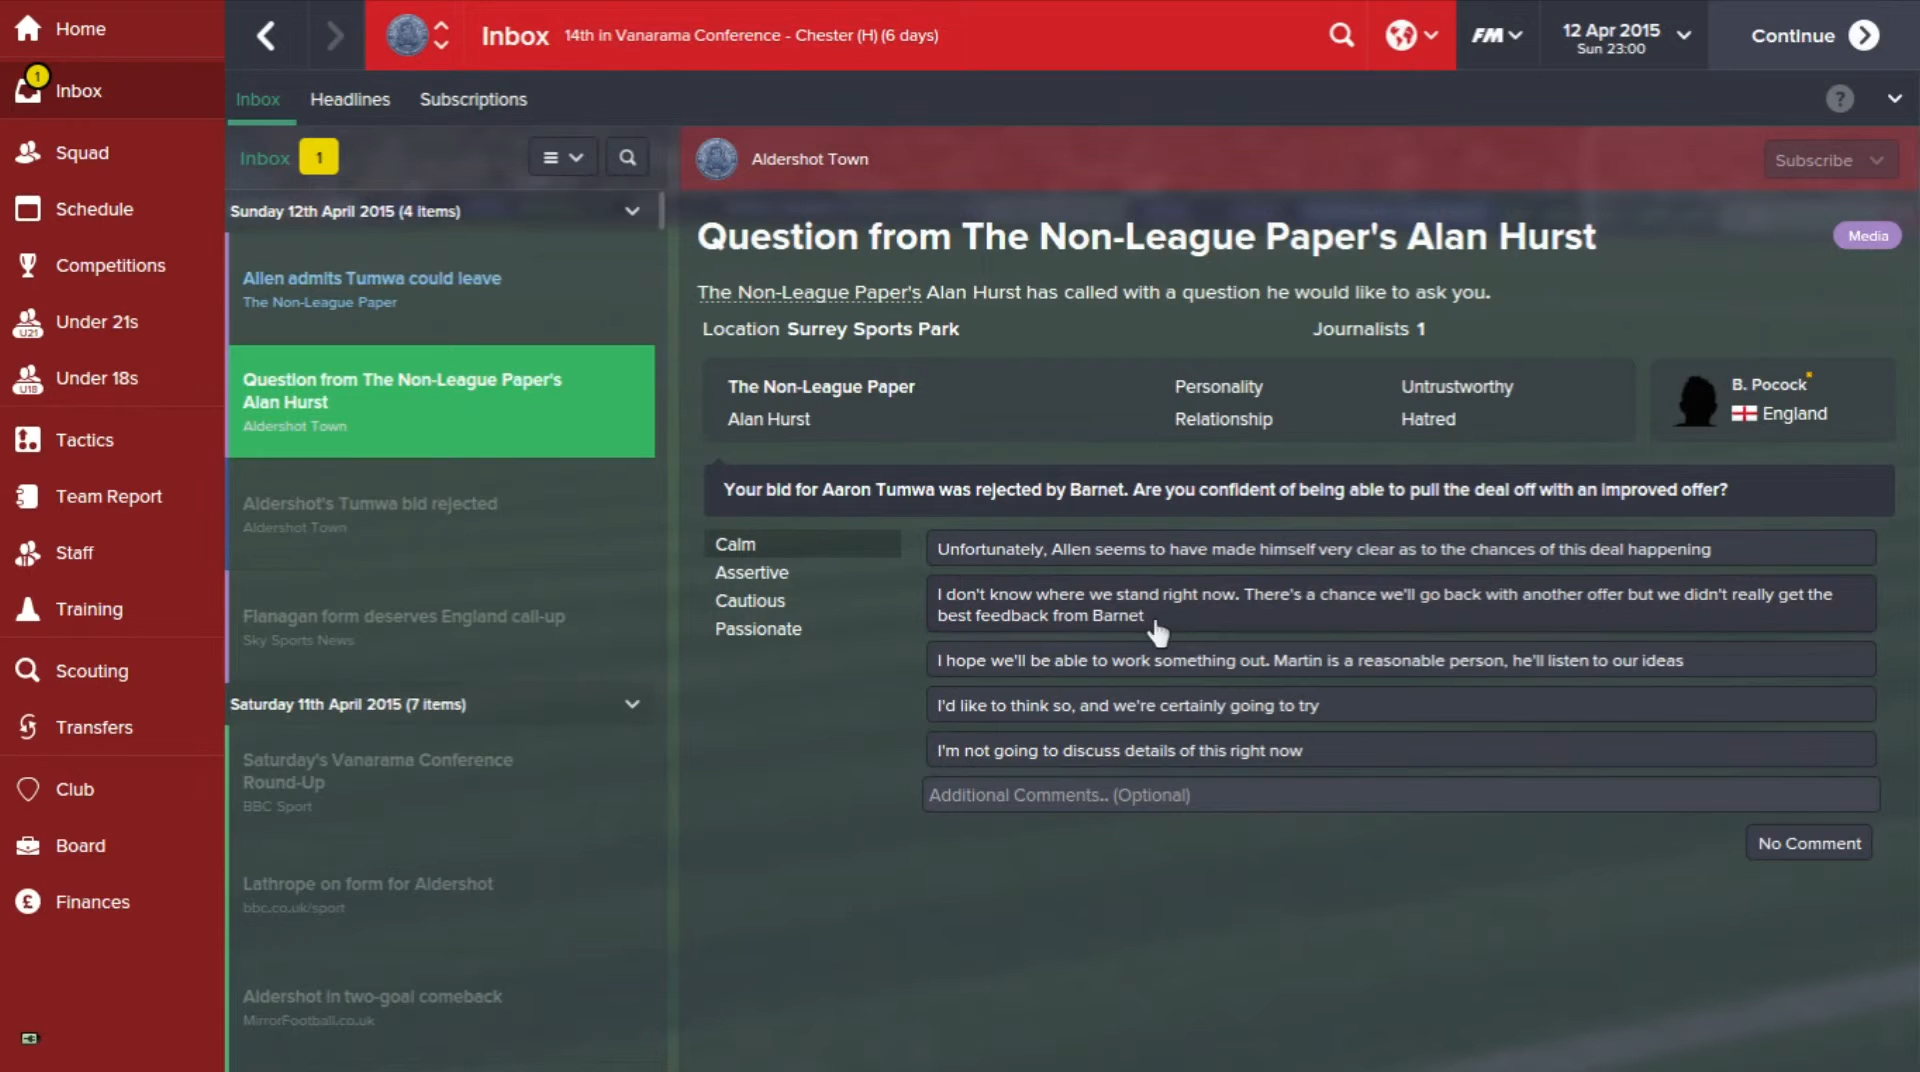 Home
Inbox
1
Squad
Schedule
Competitions
Under 21s
U21
Under 18s
U18
Tactics
Team Report
Staff
Training
Scouting
Transfers
Club
Board
Finances
Inbox 14th in Vanarama Conference - Chester (H) (6 days)
FM
12 Apr 2015
Sun 23:00
Continue
Inbox Headlines Subscriptions
?
Inbox 1
Sunday 12th April 2015 (4 items)
Allen admits Tumwa could leave
The Non-League Paper
Question from The Non-League Paper's
Alan Hurst
Aldershot Town
Aldershot's Tumwa bid rejected
Aldershot Town
Flanagan form deserves England call-up
Sky Sports News
Saturday 11th April 2015 (7 items)
Saturday's Vanarama Conference
Round-Up
BBC Sport
Lathrope on form for Aldershot
bbc.co.uk/sport
Aldershot in two-goal comeback
MirrorFootball.co.uk
Aldershot Town
Subscribe
Question from The Non-League Paper's Alan Hurst
Media
The Non-League Paper's Alan Hurst has called with a question he would like to ask you.
Location Surrey Sports Park
Journalists 1
The Non-League Paper Personality Untrustworthy
Alan Hurst Relationship Hatred
B. Pocock
England
Your bid for Aaron Tumwa was rejected by Barnet. Are you confident of being able to pull the deal off with an improved offer?
Calm
Assertive
Cautious
Passionate
Unfortunately, Allen seems to have made himself very clear as to the chances of this deal happening
I don't know where we stand right now. There's a chance we'll go back with another offer but we didn't really get the
best feedback from Barnet
I hope we'll be able to work something out. Martin is a reasonable person, he'll listen to our ideas
I'd like to think so, and we're certainly going to try
I'm not going to discuss details of this right now
Additional Comments.. (Optional)
No Comment